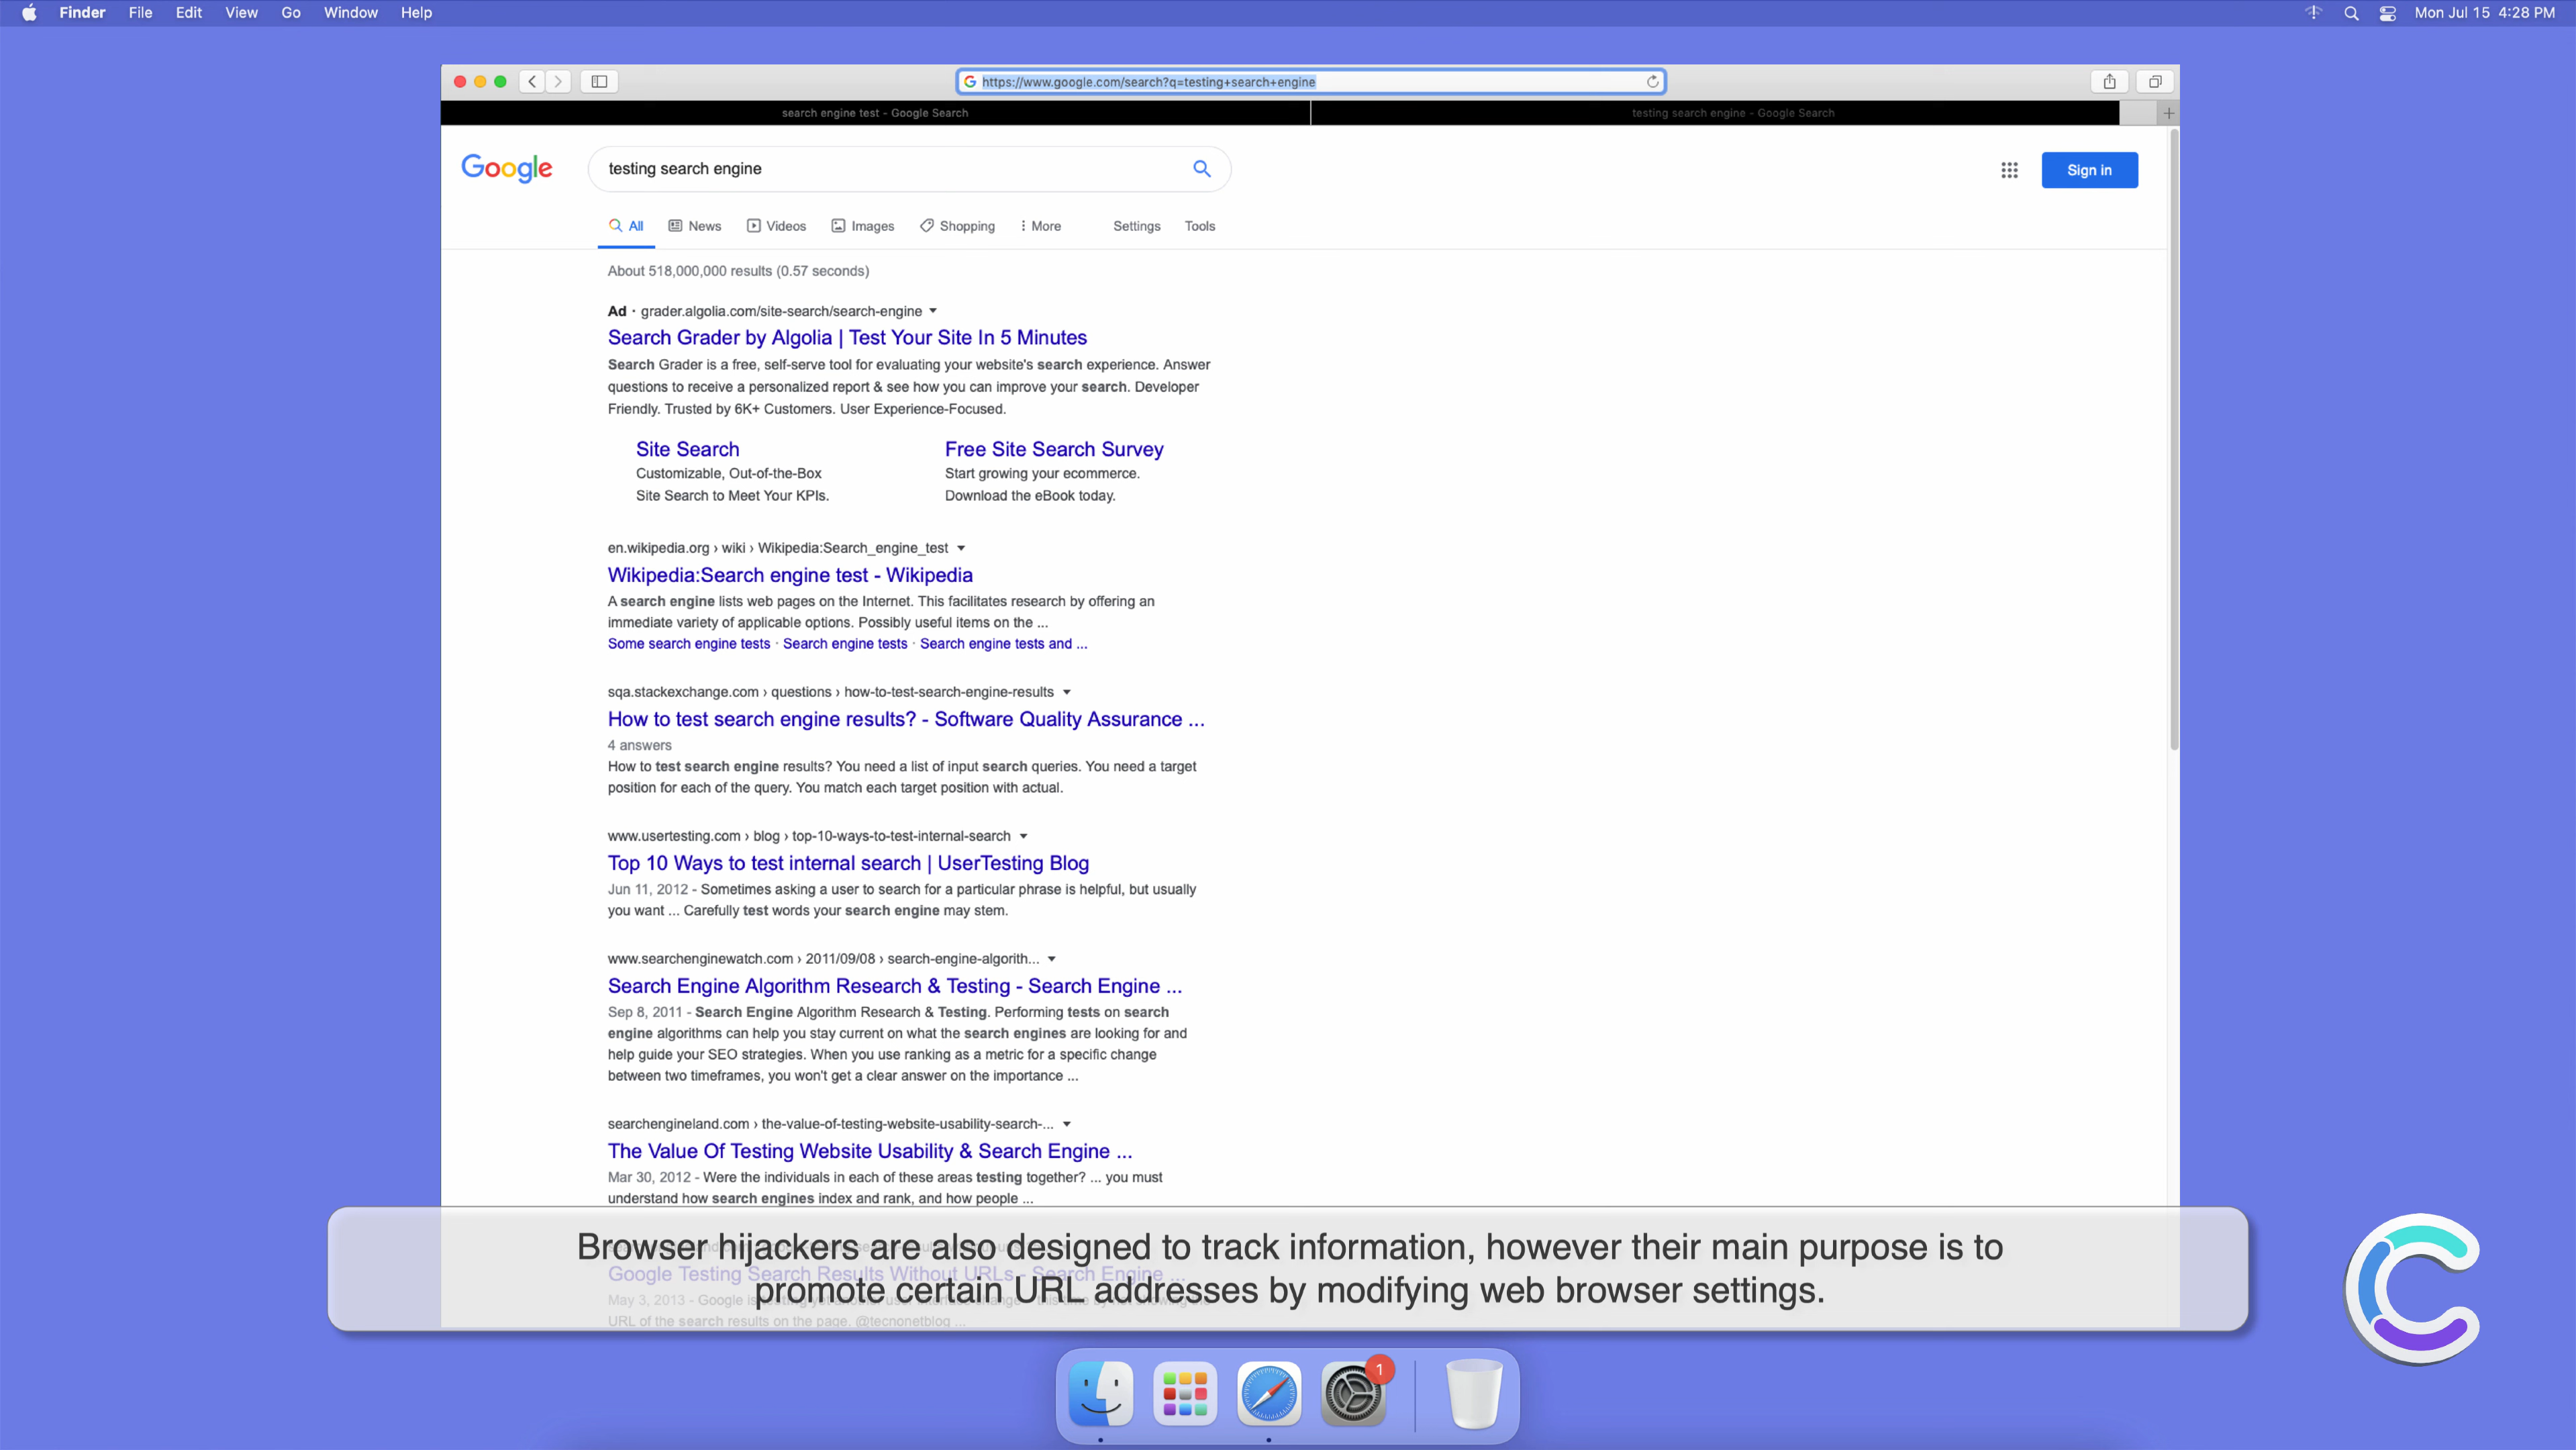 Finder File Edit View Go Window Help
Mon Jul 15 4:28 PM
https://www.google.com/search?q=testing+search+engine
search engine test - Google Search
testing search engine - Google Search
Google
testing search engine
Sign in
All News Videos Images Shopping More Settings Tools
About 518,000,000 results (0.57 seconds)
Ad · grader.algolia.com/site-search/search-engine
Search Grader by Algolia | Test Your Site In 5 Minutes
Search Grader is a free, self-serve tool for evaluating your website's search experience. Answer
questions to receive a personalized report & see how you can improve your search. Developer
Friendly. Trusted by 6K+ Customers. User Experience-Focused.
Site Search
Customizable, Out-of-the-Box
Site Search to Meet Your KPIs.
Free Site Search Survey
Start growing your ecommerce.
Download the eBook today.
en.wikipedia.org › wiki › Wikipedia:Search_engine_test
Wikipedia:Search engine test - Wikipedia
A search engine lists web pages on the Internet. This facilitates research by offering an
immediate variety of applicable options. Possibly useful items on the ...
Some search engine tests · Search engine tests · Search engine tests and ...
sqa.stackexchange.com › questions › how-to-test-search-engine-results
How to test search engine results? - Software Quality Assurance ...
4 answers
How to test search engine results? You need a list of input search queries. You need a target
position for each of the query. You match each target position with actual.
www.usertesting.com › blog › top-10-ways-to-test-internal-search
Top 10 Ways to test internal search | UserTesting Blog
Jun 11, 2012 - Sometimes asking a user to search for a particular phrase is helpful, but usually
you want ... Carefully test words your search engine may stem.
www.searchenginewatch.com › 2011/09/08 › search-engine-algorith...
Search Engine Algorithm Research & Testing - Search Engine ...
Sep 8, 2011 - Search Engine Algorithm Research & Testing. Performing tests on search
engine algorithms can help you stay current on what the search engines are looking for and
help guide your SEO strategies. When you use ranking as a metric for a specific change
between two timeframes, you won't get a clear answer on the importance ...
searchengineland.com › the-value-of-testing-website-usability-search-...
The Value Of Testing Website Usability & Search Engine ...
Mar 30, 2012 - Were the individuals in each of these areas testing together? ... you must
understand how search engines index and rank, and how people ...
Browser hijackers are also designed to track information, however their main purpose is to
Google Testing Search Results Without URLs - Search Engine ...
promote certain URL addresses by modifying web browser settings.
May 3, 2013 - Google is
URL of the search results on the page. @tecnonetblog ...
1